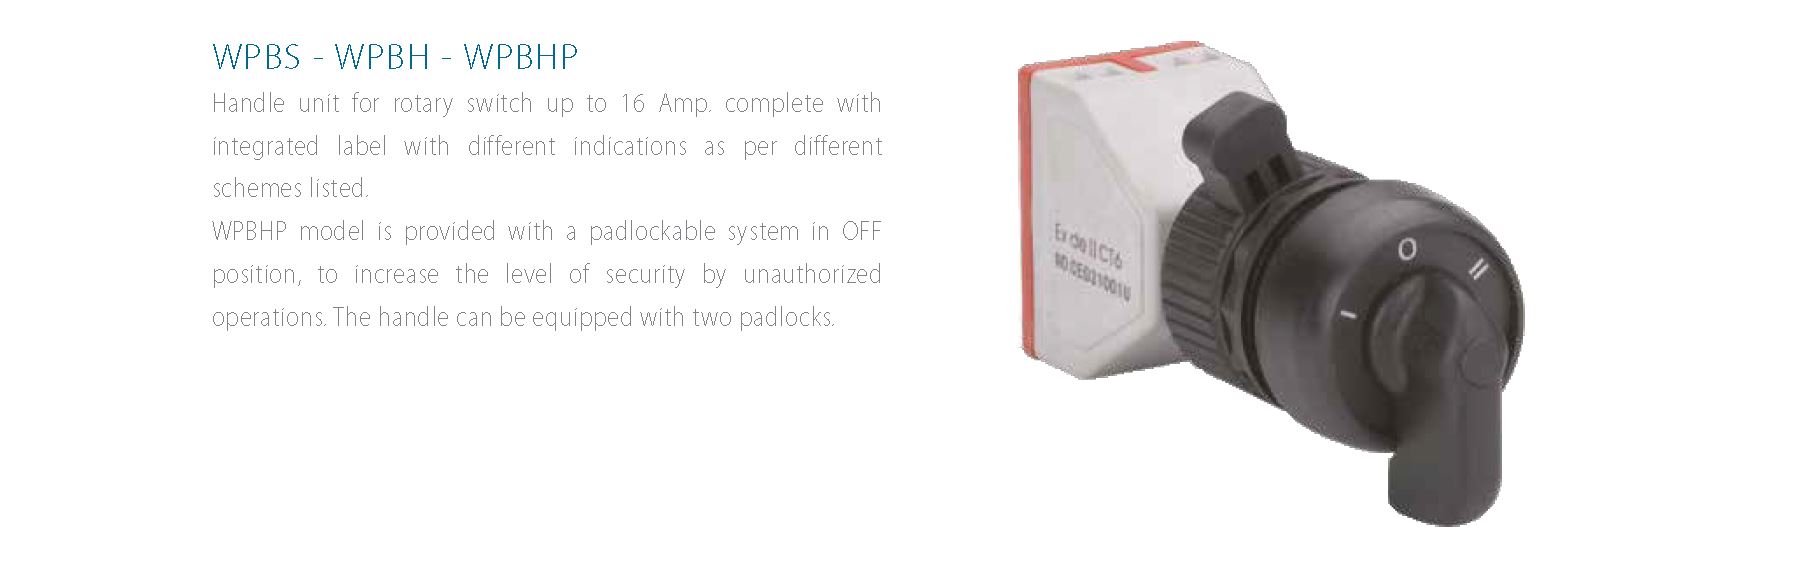 WPBS - WPBH - WPBHP
Handle unit for rotary switch up to 16 Amp. complete with
integrated label with different indications as per different
schemes listed.
WPBHP model is provided with a padlockable system in OFF
position, to increase the level of security by unauthorized
operations. The handle can be equipped with two padlocks.
O
II
I
Ex de II CT6